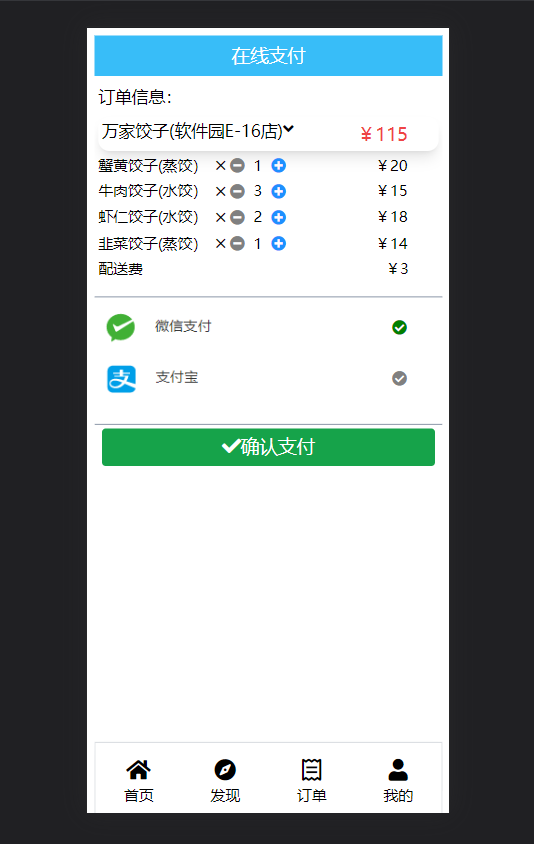 在线支付
订单信息:
万家饺子(软件园E-16店) ¥115
蟹黄饺子(蒸饺) × 1 ¥20
牛肉饺子(水饺) × 3 ¥15
虾仁饺子(水饺) × 2 ¥18
韭菜饺子(蒸饺) × 1 ¥14
配送费 ¥3
微信支付
支 支付宝
确认支付
首页 发现 订单 我的